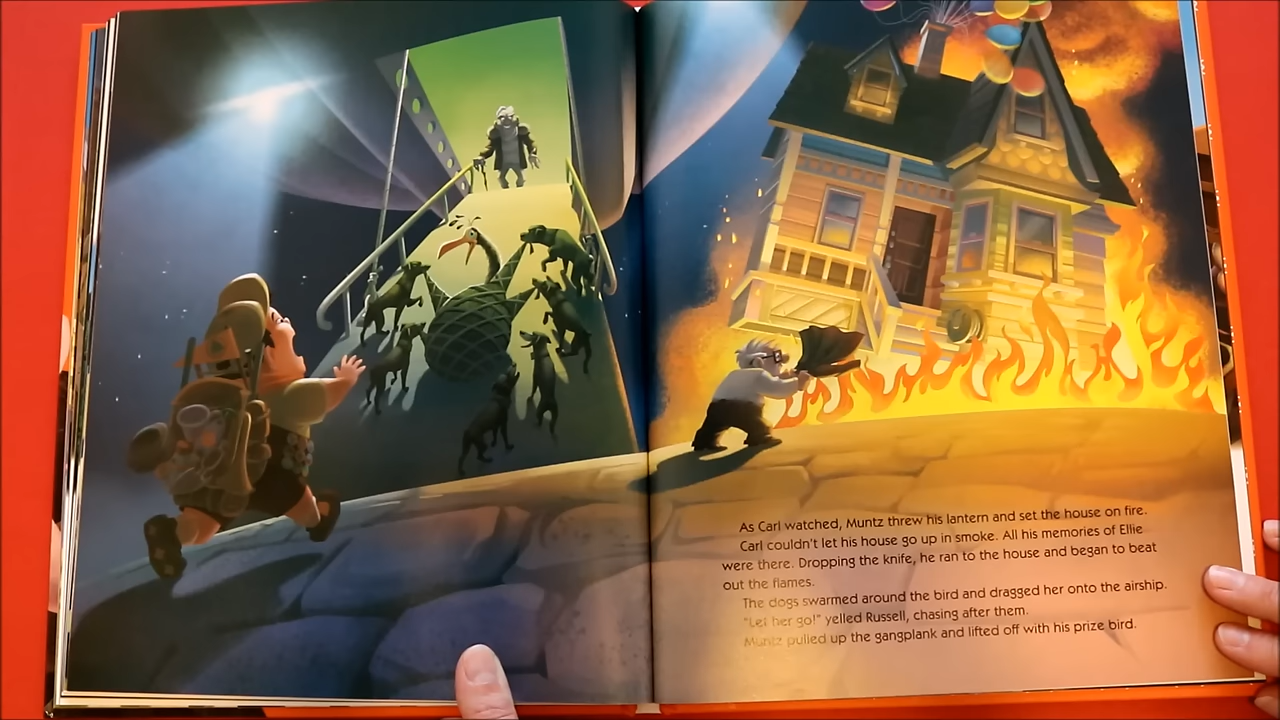 As Carl watched, Muntz threw his lantern and set the house on fire.
Carl couldn't let his house go up in smoke. All his memories of Ellie
were there. Dropping the knife, he ran to the house and began to beat
out the flames.
The dogs swarmed around the bird and dragged her onto the airship.
"Let her go!" yelled Russell, chasing after them.
Muntz pulled up the gangplank and lifted off with his prize bird.